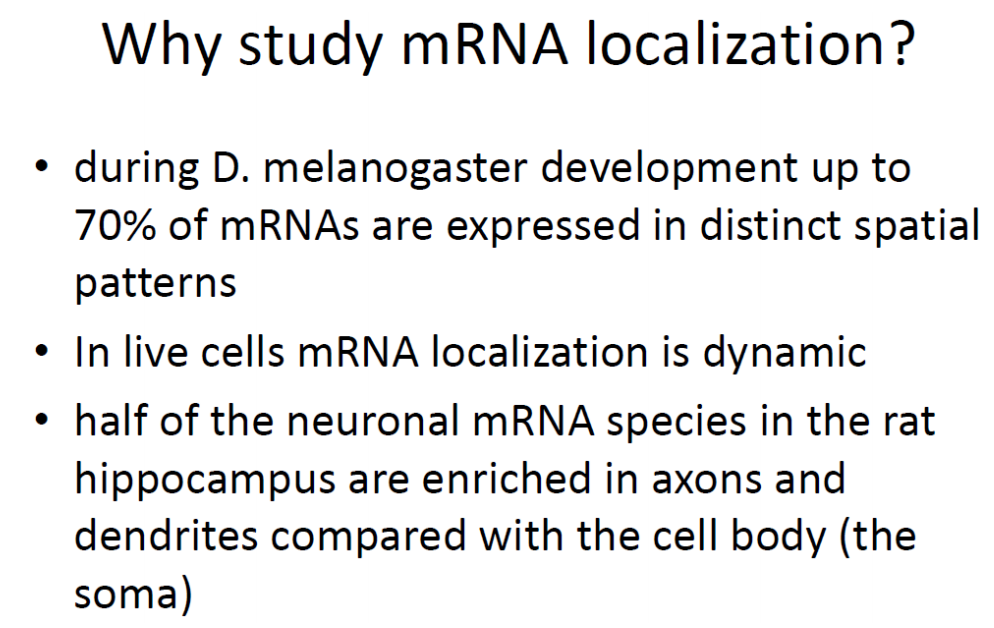 Why study mRNA localization?
• during D. melanogaster development up to
70% of mRNAs are expressed in distinct spatial
patterns
• In live cells mRNA localization is dynamic
• half of the neuronal mRNA species in the rat
hippocampus are enriched in axons and
dendrites compared with the cell body (the
soma)